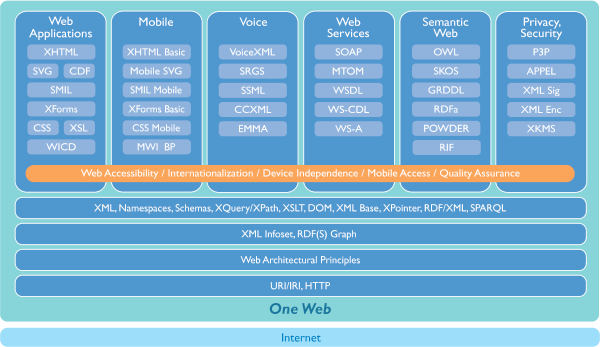 Web Applications
XHTML
SVG CDF
SMIL
XForms
CSS XSL
WICD
Mobile
XHTML Basic
Mobile SVG
SMIL Mobile
XForms Basic
CSS Mobile
MWI BP
Voice
VoiceXML
SRGS
SSML
CCXML
EMMA
Web Services
SOAP
MTOM
WSDL
WS-CDL
WS-A
Semantic Web
OWL
SKOS
GRDDL
RDFa
POWDER
RIF
Privacy, Security
P3P
APPEL
XML Sig
XML Enc
XKMS
Web Accessibility / Internationalization / Device Independence / Mobile Access / Quality Assurance
XML, Namespaces, Schemas, XQuery/XPath, XSLT, DOM, XML Base, XPointer, RDF/XML, SPARQL
XML Infoset, RDF(S) Graph
Web Architectural Principles
URI/IRI, HTTP
One Web
Internet